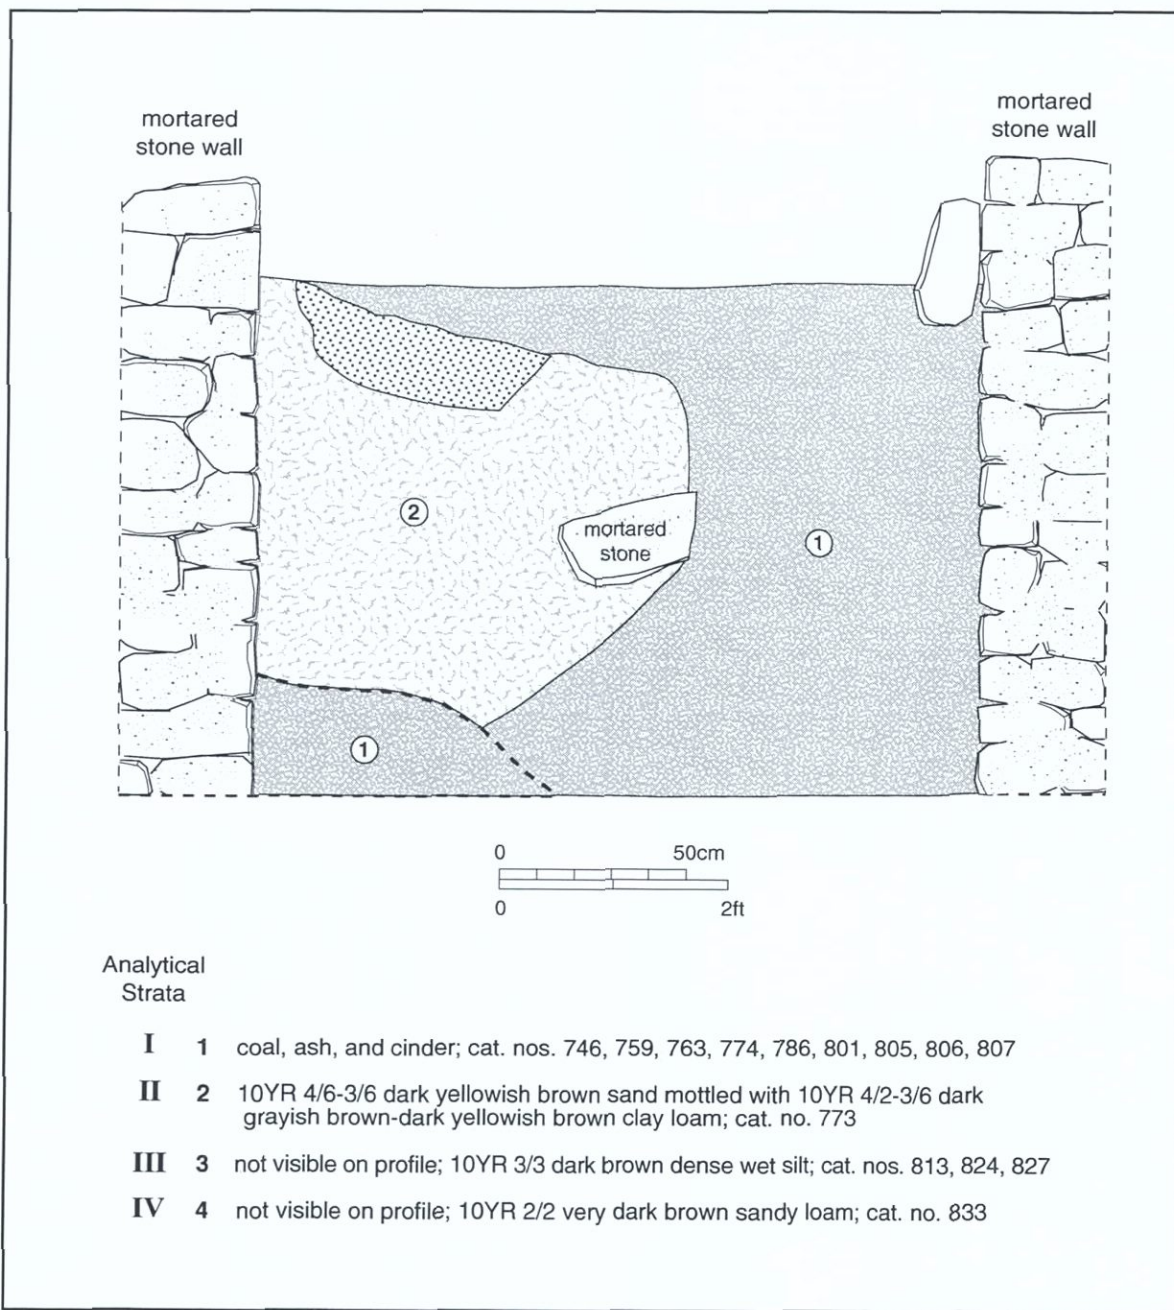 mortared
stone wall
mortared
stone wall
2
mortared
stone
1
1
0 50cm
0 2ft
Analytical
Strata
I 1 coal, ash, and cinder; cat. nos. 746, 759, 763, 774, 786, 801, 805, 806, 807
II 2 10YR 4/6-3/6 dark yellowish brown sand mottled with 10YR 4/2-3/6 dark
grayish brown-dark yellowish brown clay loam; cat. no. 773
III 3 not visible on profile; 10YR 3/3 dark brown dense wet silt; cat. nos. 813, 824, 827
IV 4 not visible on profile; 10YR 2/2 very dark brown sandy loam; cat. no. 833